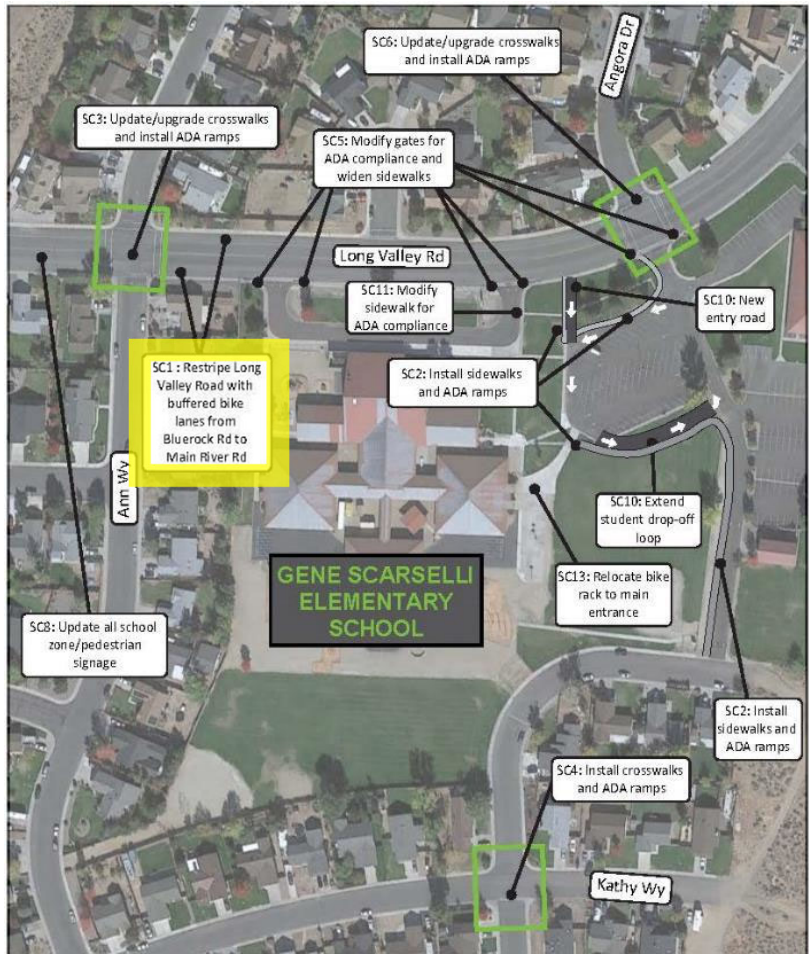 SC6: Update/upgrade crosswalks
and install ADA ramps
Angora Dr
SC3: Update/upgrade crosswalks
and install ADA ramps
SC5: Modify gates for
ADA compliance and
widen sidewalks
Long Valley Rd
SC11: Modify
sidewalk for
ADA compliance
SC10: New
entry road
SC1 : Restripe Long
Valley Road with
buffered bike
lanes from
Bluerock Rd to
Main River Rd
SC2: Install sidewalks
and ADA ramps
Ann Wy
SC10: Extend
student drop-off
loop
GENE SCARSELLI
ELEMENTARY
SCHOOL
SC13: Relocate bike
rack to main
entrance
SC8: Update all school
zone/pedestrian
signage
SC2: Install
sidewalks and
ADA ramps
SC4: Install crosswalks
and ADA ramps
Kathy Wy